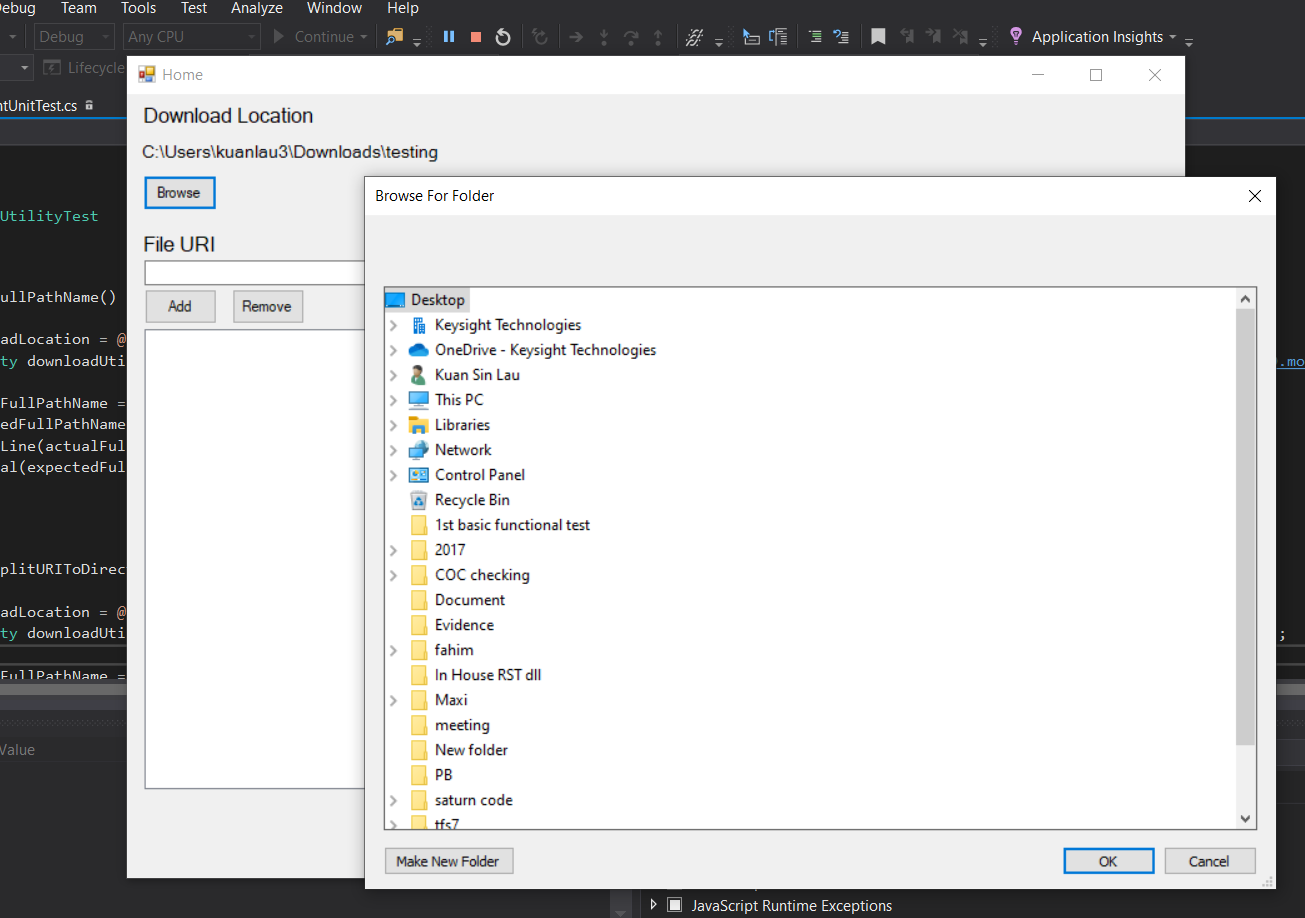 Debug Team Tools Test Analyze Window Help
Debug Any CPU Continue Application Insights
Lifecycle
Home
ntUnitTest.cs
Download Location
C:\Users\kuanlau3\Downloads\testing
Browse
Browse For Folder
UtilityTest
File URI
ullPathName()
Add Remove
Desktop
Keysight Technologies
adLocation = @
OneDrive - Keysight Technologies
ty downloadUti
.mo
Kuan Sin Lau
This PC
FullPathName =
Libraries
edFullPathName
Line(actualFul
Network
al(expectedFul
Control Panel
Recycle Bin
1st basic functional test
2017
plitURIToDirec
COC checking
Document
adLocation = @
Evidence
ty downloadUti
;
fahim
In House RST dll
FullPathName =
Maxi
meeting
Value
New folder
PB
saturn code
tfs7
Make New Folder OK Cancel
JavaScript Runtime Exceptions